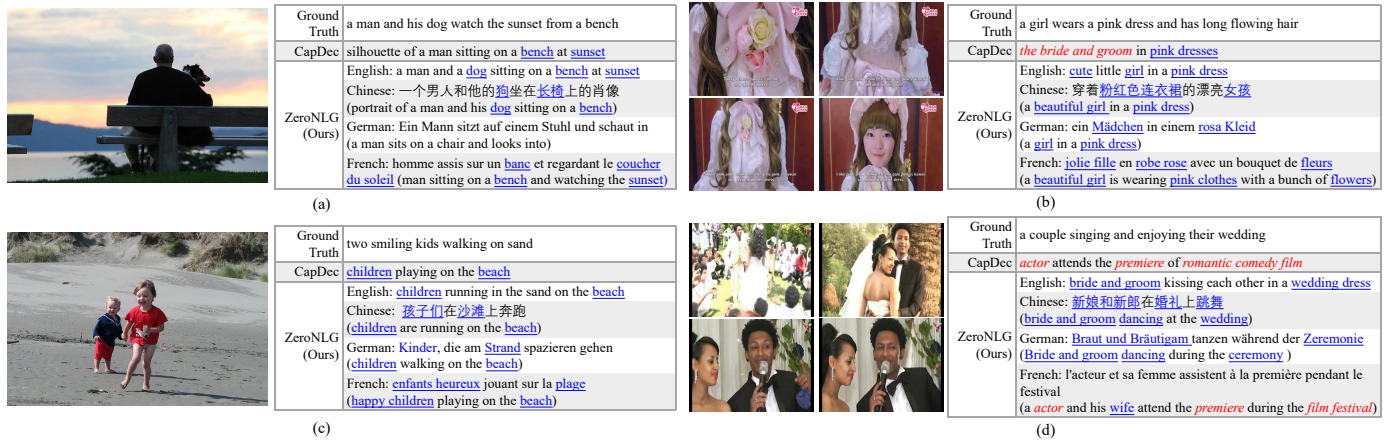 Ground Truth a man and his dog watch the sunset from a bench
CapDec silhouette of a man sitting on a bench at sunset
ZeroNLG (Ours)
English: a man and a dog sitting on a bench at sunset
Chinese: 一个男人和他的狗坐在长椅上的肖像
(portrait of a man and his dog sitting on a bench)
German: Ein Mann sitzt auf einem Stuhl und schaut in
(a man sits on a chair and looks into)
French: homme assis sur un banc et regardant le coucher
du soleil (man sitting on a bench and watching the sunset)
(a)
Ground Truth a girl wears a pink dress and has long flowing hair
CapDec the bride and groom in pink dresses
ZeroNLG (Ours)
English: cute little girl in a pink dress
Chinese: 穿着粉红色连衣裙的漂亮女孩
(a beautiful girl in a pink dress)
German: ein Mädchen in einem rosa Kleid
(a girl in a pink dress)
French: jolie fille en robe rose avec un bouquet de fleurs
(a beautiful girl is wearing pink clothes with a bunch of flowers)
(b)
Ground Truth two smiling kids walking on sand
CapDec children playing on the beach
ZeroNLG (Ours)
English: children running in the sand on the beach
Chinese: 孩子们在沙滩上奔跑
(children are running on the beach)
German: Kinder, die am Strand spazieren gehen
(children walking on the beach)
French: enfants heureux jouant sur la plage
(happy children playing on the beach)
(c)
Ground Truth a couple singing and enjoying their wedding
CapDec actor attends the premiere of romantic comedy film
ZeroNLG (Ours)
English: bride and groom kissing each other in a wedding dress
Chinese: 新娘和新郎在婚礼上跳舞
(bride and groom dancing at the wedding)
German: Braut und Bräutigam tanzen während der Zeremonie
(Bride and groom dancing during the ceremony )
French: l'acteur et sa femme assistent à la première pendant le
festival
(a actor and his wife attend the premiere during the film festival)
(d)